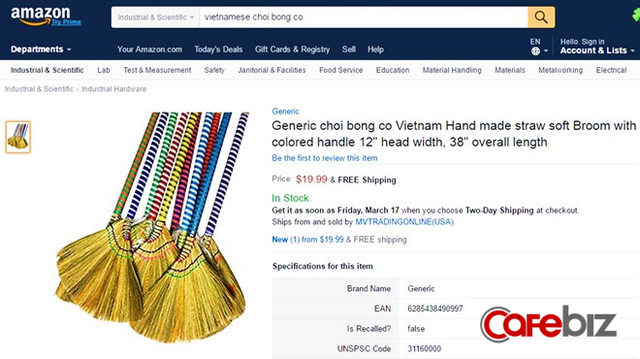 amazon
Try Prime
Industrial & Scientific
vietnamese choi bong co
Departments
Your Amazon.com
Today's Deals
Gift Cards & Registry
Sell
Help
EN
Hello. Sign in
Account & Lists
Industrial & Scientific
Lab
Test & Measurement
Safety
Janitorial & Facilities
Food Service
Education
Material Handling
Materials
Metalworking
Electrical
Industrial & Scientific › Industrial Hardware
Generic
Generic choi bong co Vietnam Hand made straw soft Broom with
colored handle 12" head width, 38" overall length
Be the first to review this item
Price: $19.99 & FREE Shipping
In Stock.
Get it as soon as Friday, March 17 when you choose Two-Day Shipping at checkout.
Ships from and sold by MVTRADINGONLINE(USA).
New (1) from $19.99 & FREE shipping
Specifications for this item
Brand Name Generic
EAN 6285438490997
Is Recalled? false
UNSPSC Code 31160000
CafeBiz